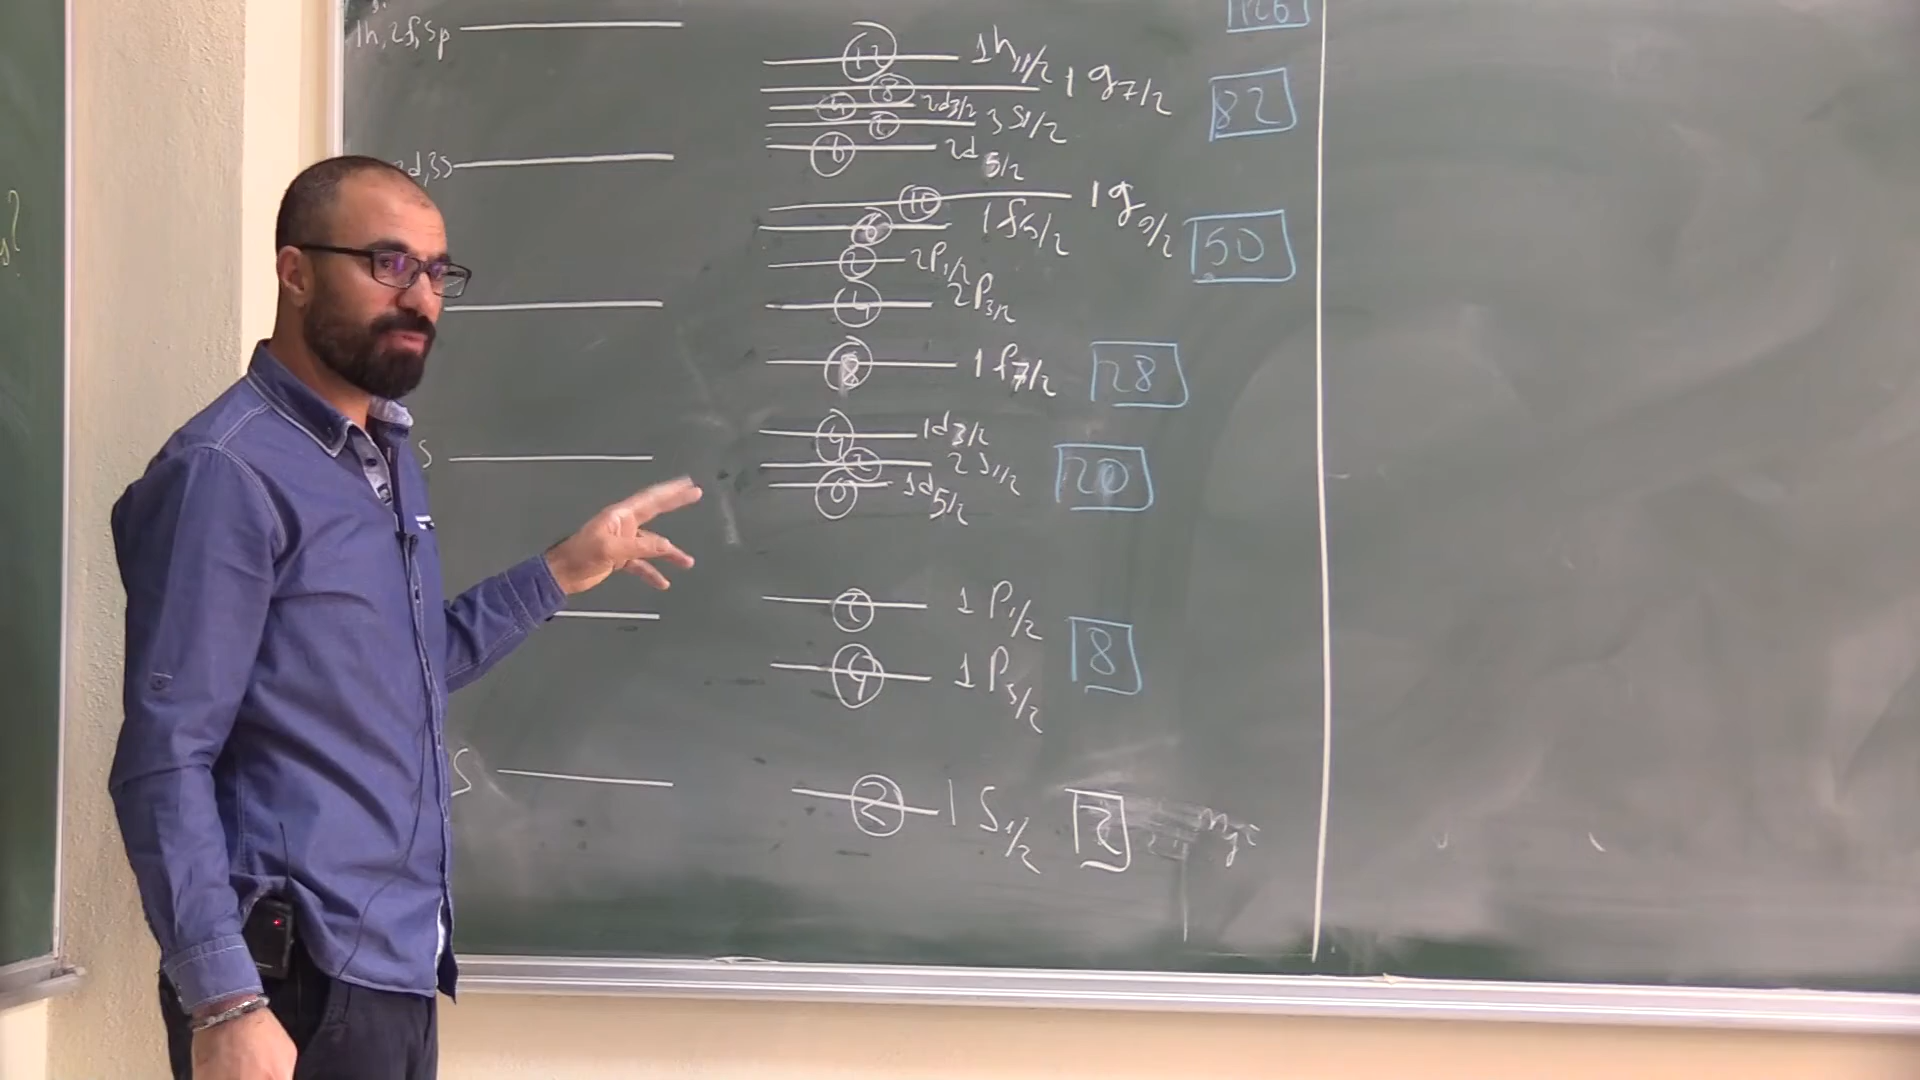 126
1h, 2f, 3p
12 1h11/2
8 1g7/2
4 2d3/2 82
2 3s1/2
6 2d5/2
2d, 3s
10 1g9/2
6 1f5/2 50
2 2P1/2
4 2P3/2
8 1f7/2 28
4 1d3/2
2 2s1/2 20
6 1d5/2
s
2 1P1/2
8
4 1P3/2
S
2 1S1/2 2
?